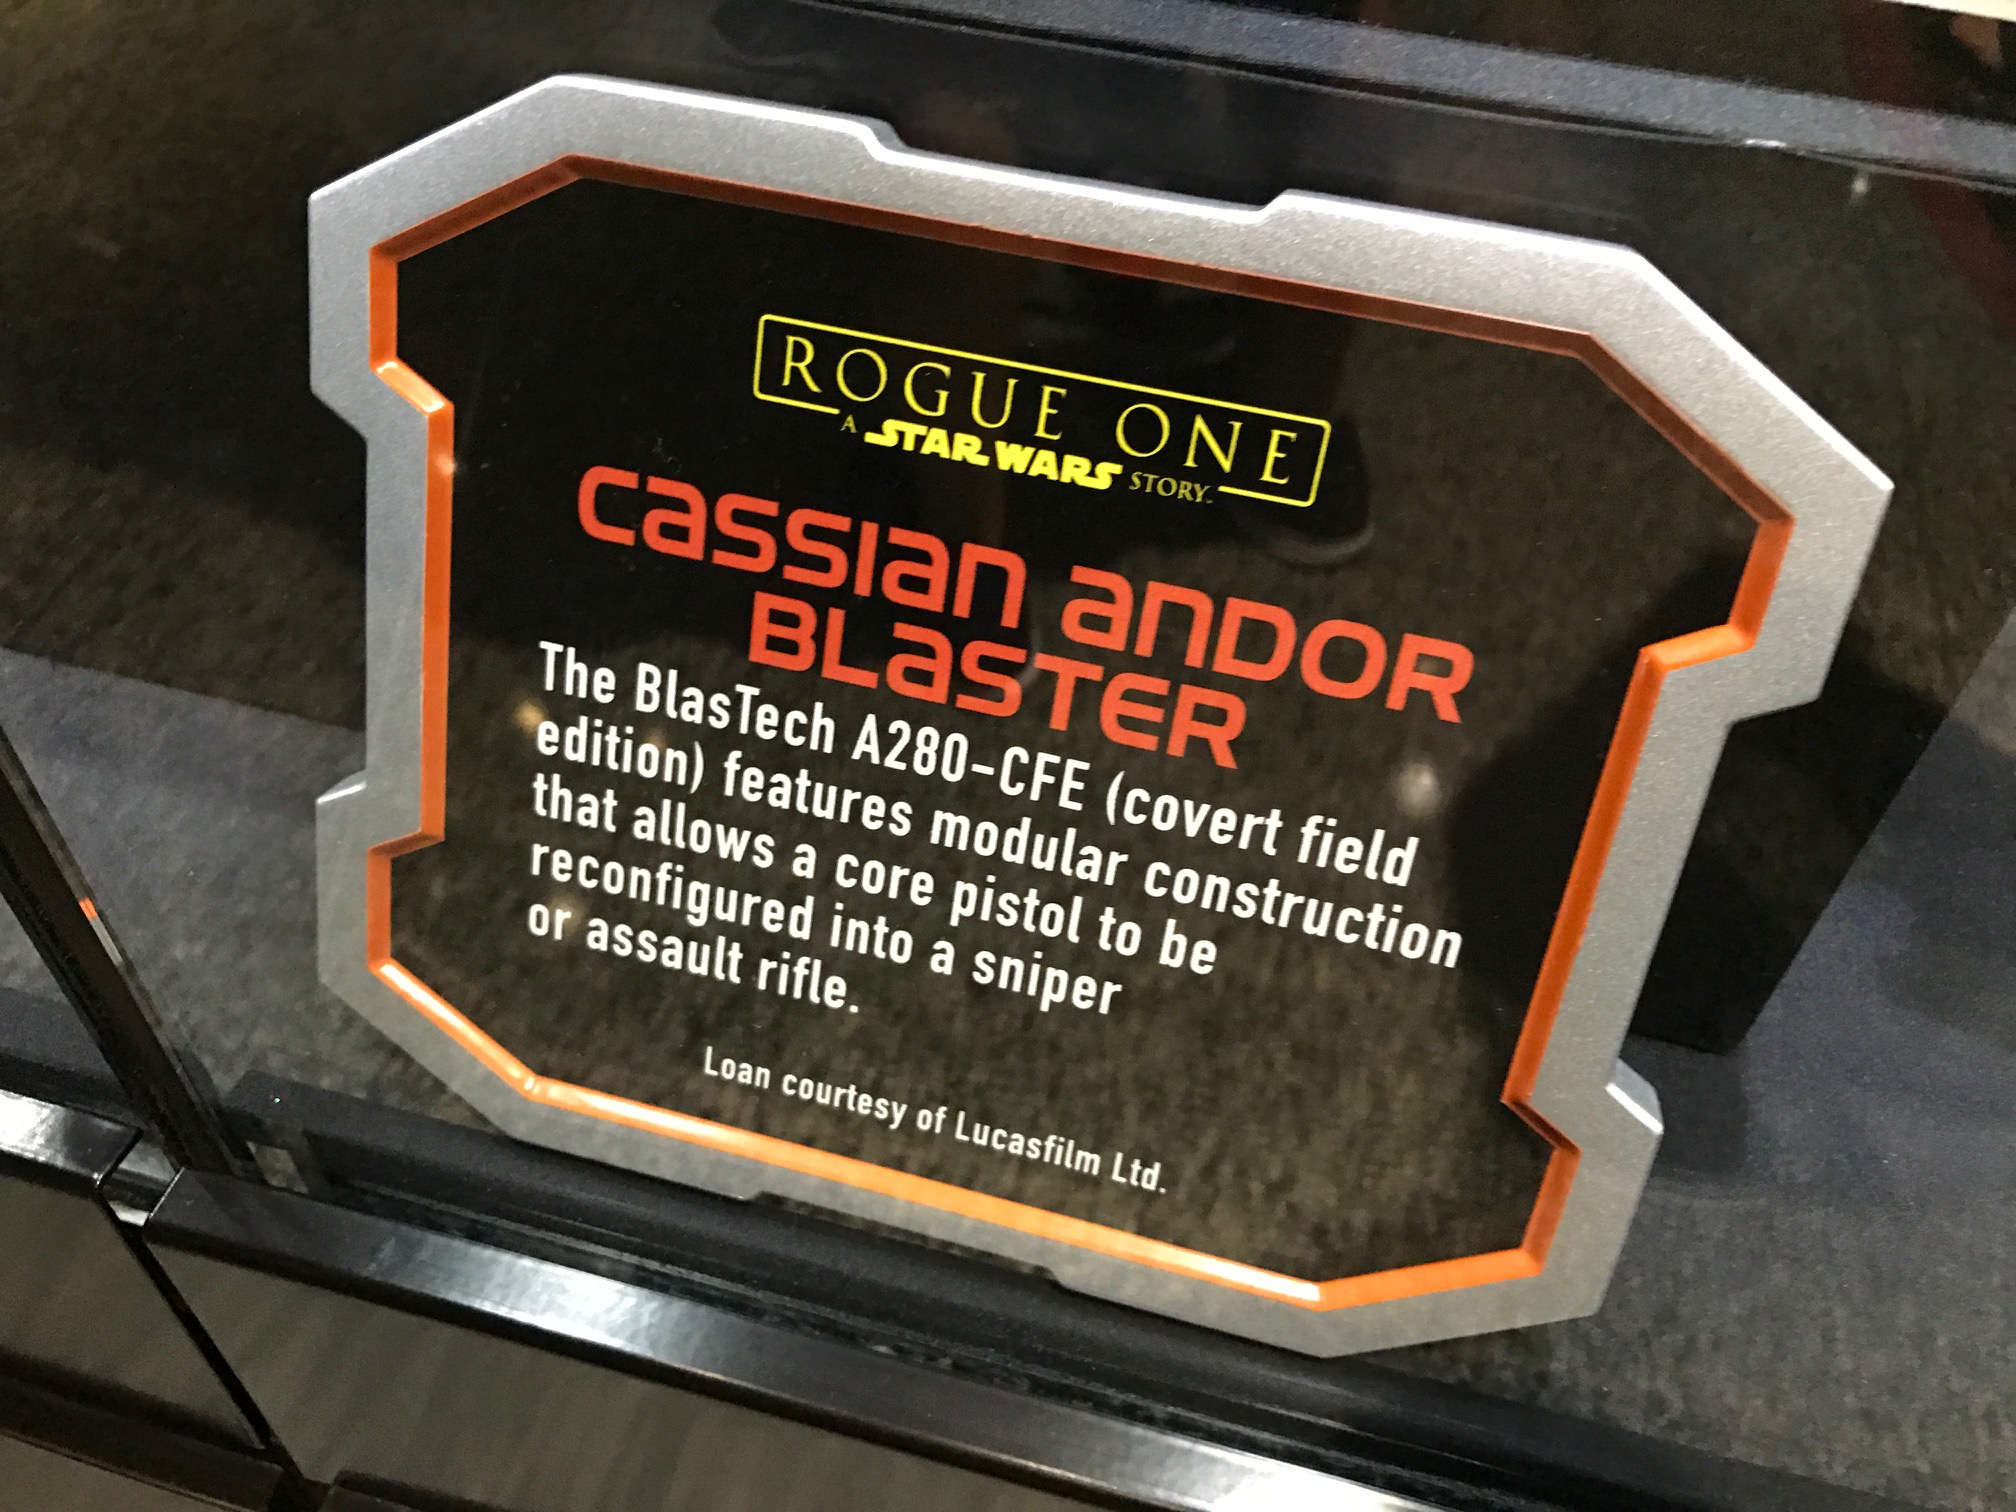 ROGUE ONE
A STAR WARS STORY™
CASSIAN ANDOR
BLASTER
The BlasTech A280-CFE (covert field
edition) features modular construction
that allows a core pistol to be
reconfigured into a sniper
or assault rifle.
Loan courtesy of Lucasfilm Ltd.